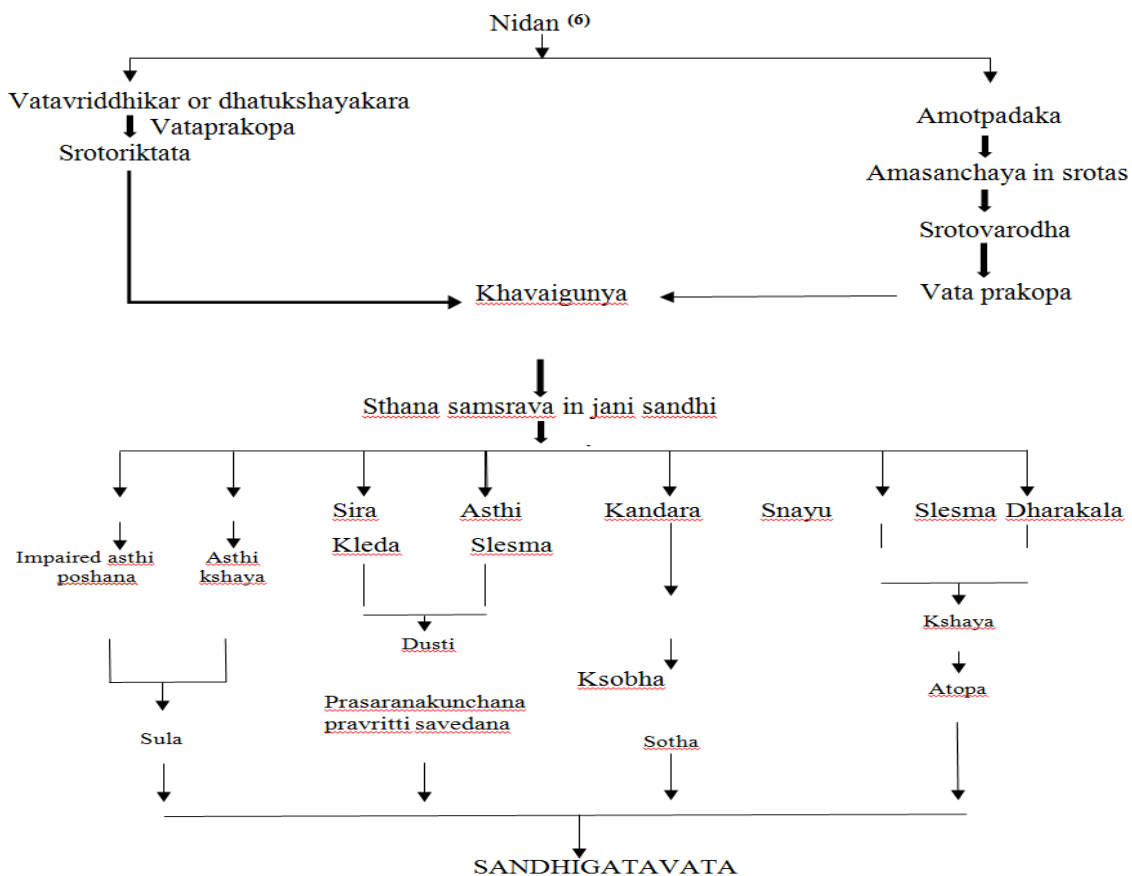 Nidan (6)
Vatavriddhikar or dhatukshayakara
Vataprakopa
Srotoriktata
Amotpadaka
Amasanchaya in srotas
Srotovarodha
Vata prakopa
Khavaigunya
Sthana samsrava in jani sandhi
Impaired asthi
poshana
Asthi
kshaya
Sira
Asthi
Kandara
Snayu
Slesma Dharakala
Kleda
Slesma
Dusti
Kshaya
Ksobha
Atopa
Prasaranakunchana
pravritti savedana
Sula
Sotha
SANDHIGATAVATA